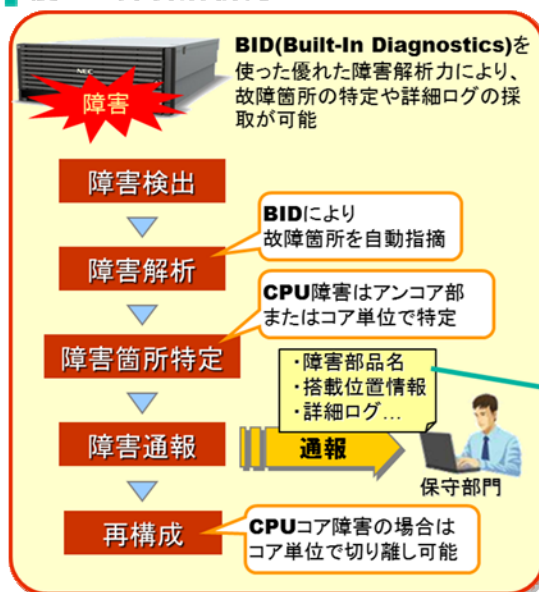 BID(Built-In Diagnostics)を
使った優れた障害解析力により、
故障箇所の特定や詳細ログの採
取が可能
NEC
障害
障害検出
BIDにより
故障箇所を自動指摘
障害解析
CPU障害はアンコア部
またはコア単位で特定
障害箇所特定
・障害部品名
・搭載位置情報
・詳細ログ...
障害通報
通報
保守部門
再構成
CPUコア障害の場合は
コア単位で切り離し可能